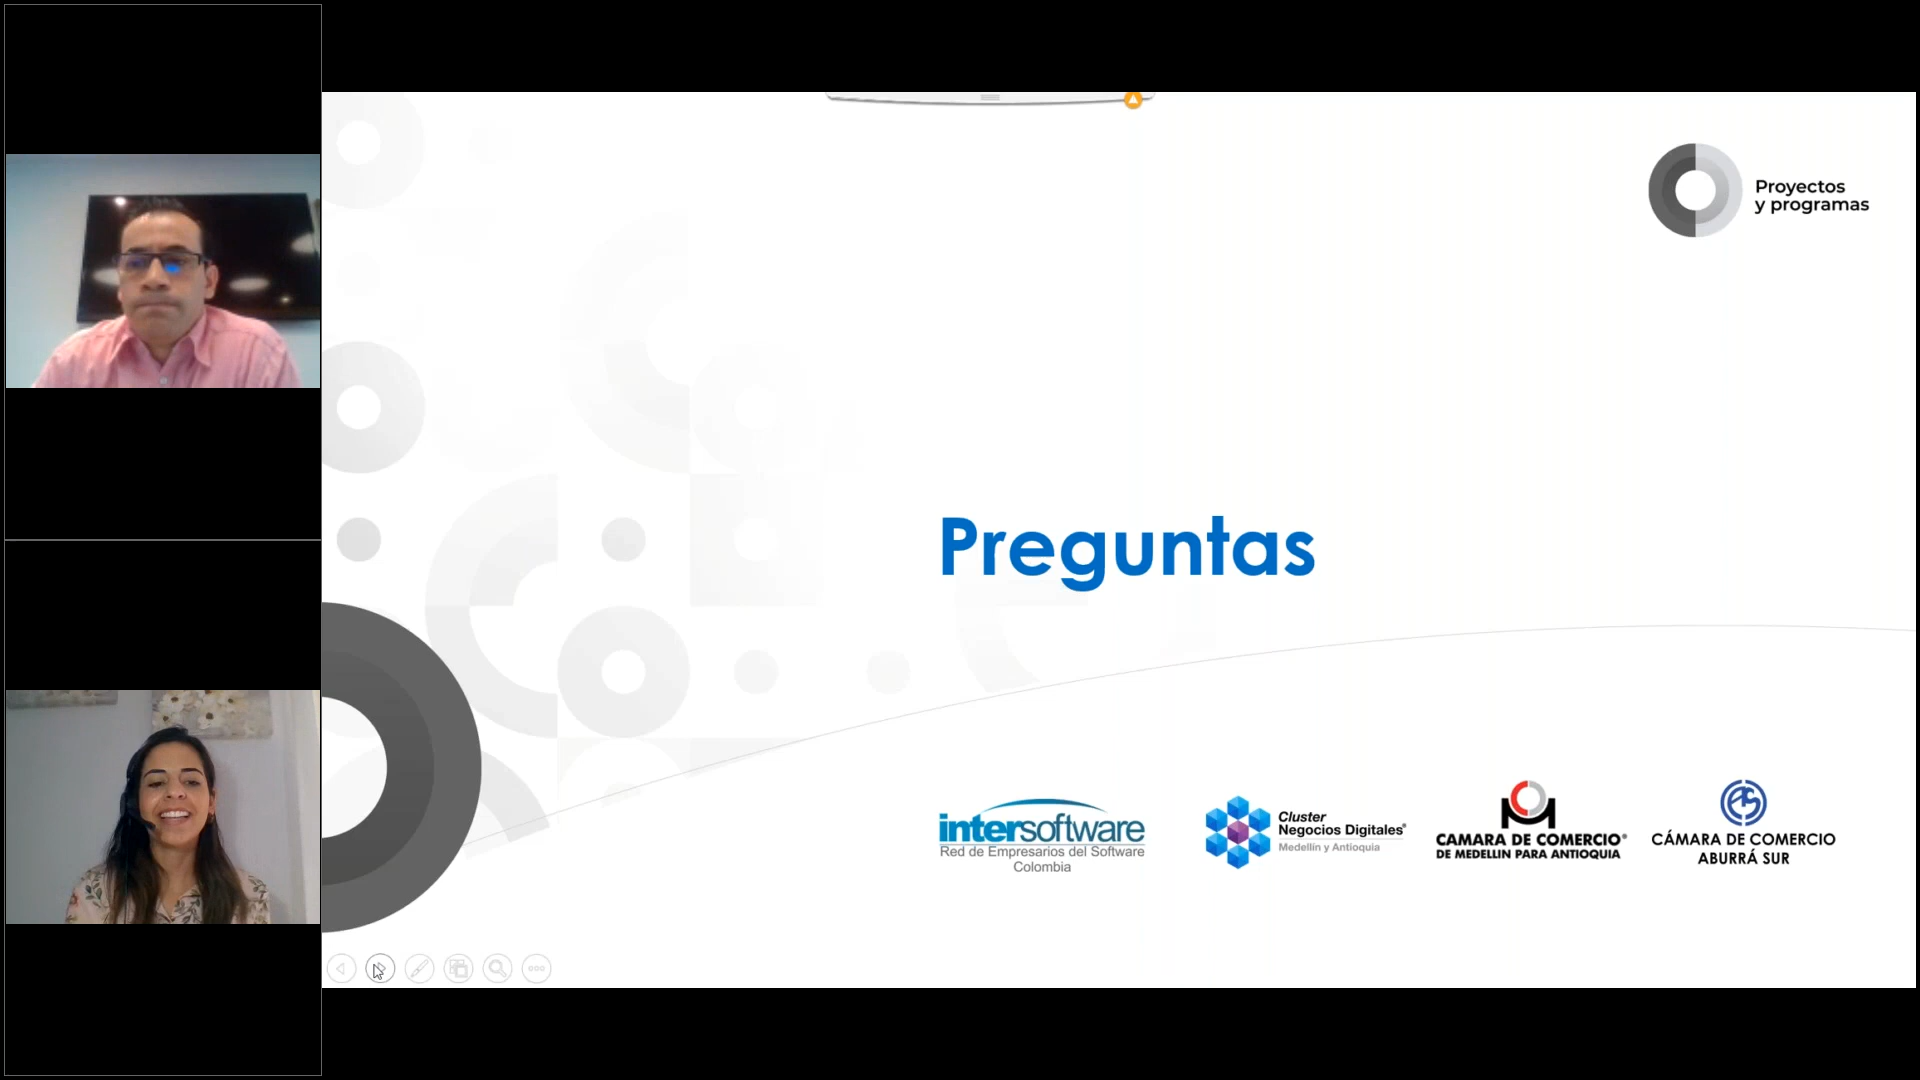 Proyectos
y programas
Preguntas
intersoftware
Red de Empresarios del Software
Colombia
Cluster
Negocios Digitales®
Medellín y Antioquia
CAMARA DE COMERCIO®
DE MEDELLIN PARA ANTIOQUIA
CÁMARA DE COMERCIO
ABURRÁ SUR